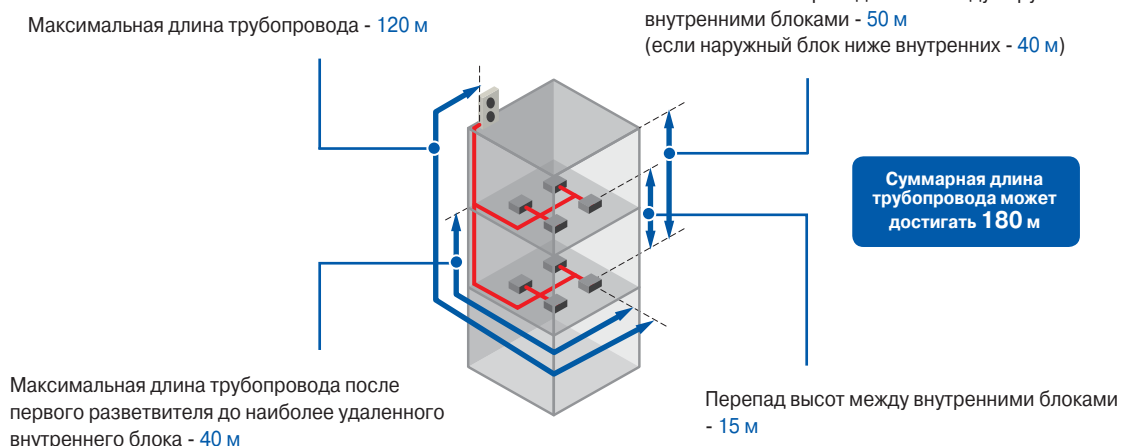 Максимальная длина трубопровода - 120 м
внутренними блоками - 50 м
(если наружный блок ниже внутренних - 40 м)
Суммарная длина
трубопровода может
достигать 180 м
Максимальная длина трубопровода после
первого разветвителя до наиболее удаленного
внутреннего блока - 40 м
Перепад высот между внутренними блоками
- 15 м